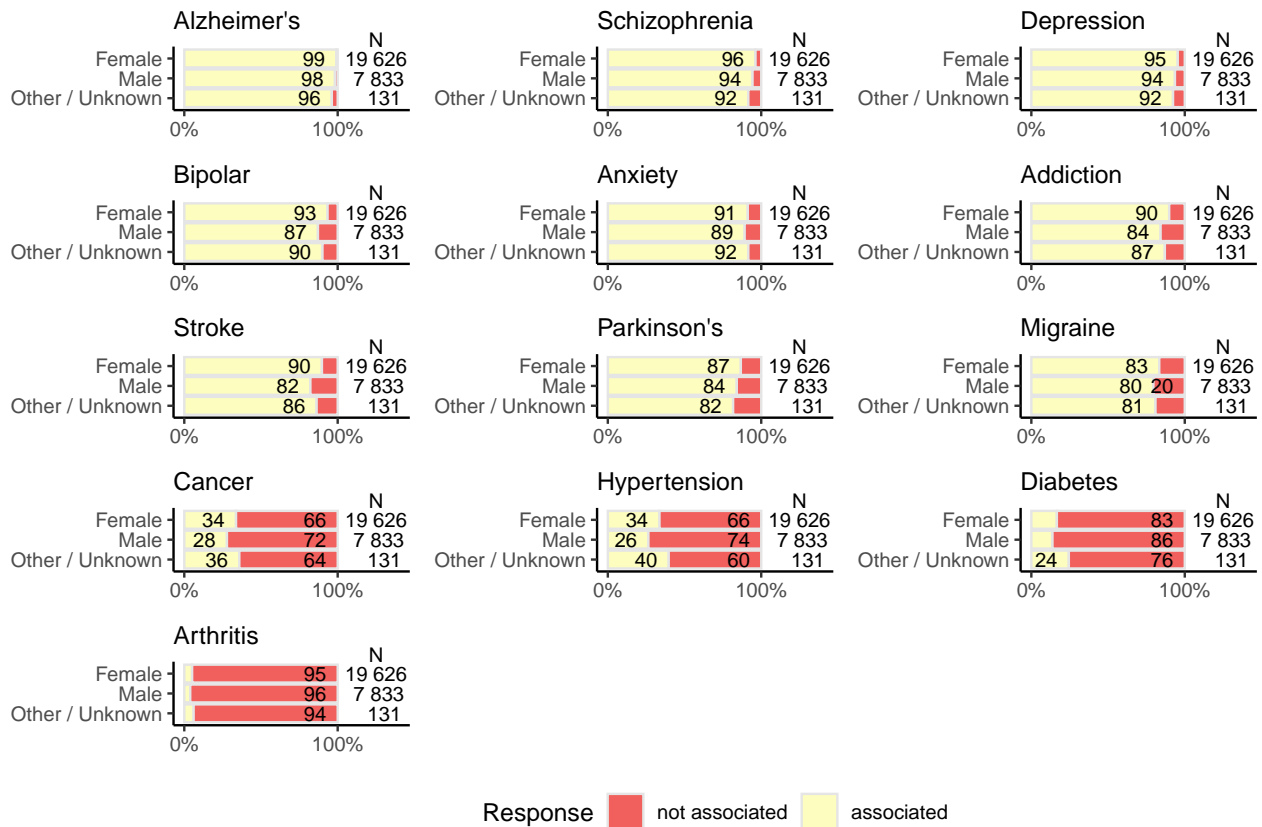 Alzheimer's
N
Female 99 19 626
Male 98 7 833
Other / Unknown 96 131
0% 100%
Schizophrenia
N
Female 96 19 626
Male 94 7 833
Other / Unknown 92 131
0% 100%
Depression
N
Female 95 19 626
Male 94 7 833
Other / Unknown 92 131
0% 100%
Bipolar
N
Female 93 19 626
Male 87 7 833
Other / Unknown 90 131
0% 100%
Anxiety
N
Female 91 19 626
Male 89 7 833
Other / Unknown 92 131
0% 100%
Addiction
N
Female 90 19 626
Male 84 7 833
Other / Unknown 87 131
0% 100%
Stroke
N
Female 90 19 626
Male 82 7 833
Other / Unknown 86 131
0% 100%
Parkinson's
N
Female 87 19 626
Male 84 7 833
Other / Unknown 82 131
0% 100%
Migraine
N
Female 83 19 626
Male 80 20 7 833
Other / Unknown 81 131
0% 100%
Cancer
N
Female 34 66 19 626
Male 28 72 7 833
Other / Unknown 36 64 131
0% 100%
Hypertension
N
Female 34 66 19 626
Male 26 74 7 833
Other / Unknown 40 60 131
0% 100%
Diabetes
N
Female 83 19 626
Male 86 7 833
Other / Unknown 24 76 131
0% 100%
Arthritis
N
Female 95 19 626
Male 96 7 833
Other / Unknown 94 131
0% 100%
Response not associated associated